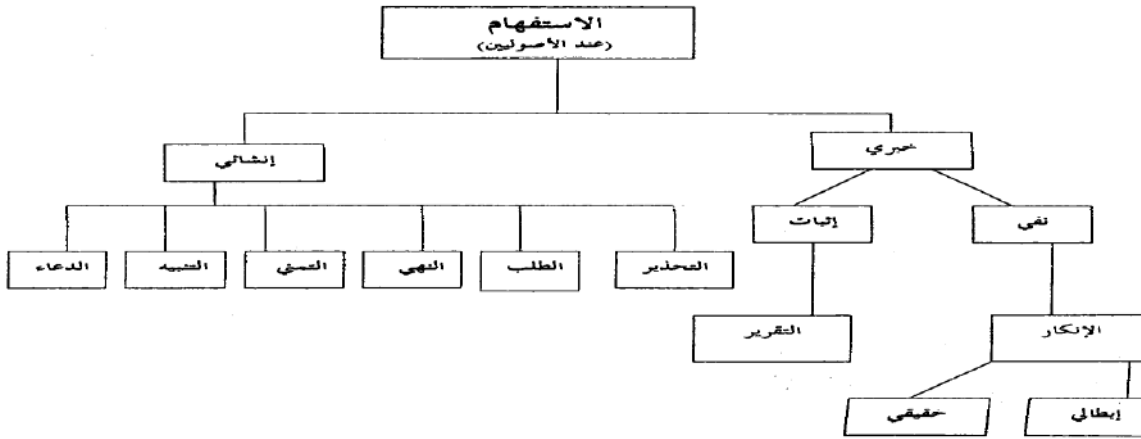 الاستفهام
(عند الأصوليين)
خبري
إنشائي
نفي
إثبات
التحذير
الطلب
النهي
التمني
التنبيه
الدعاء
الإنكار
التقرير
إبطالي
حقيقي